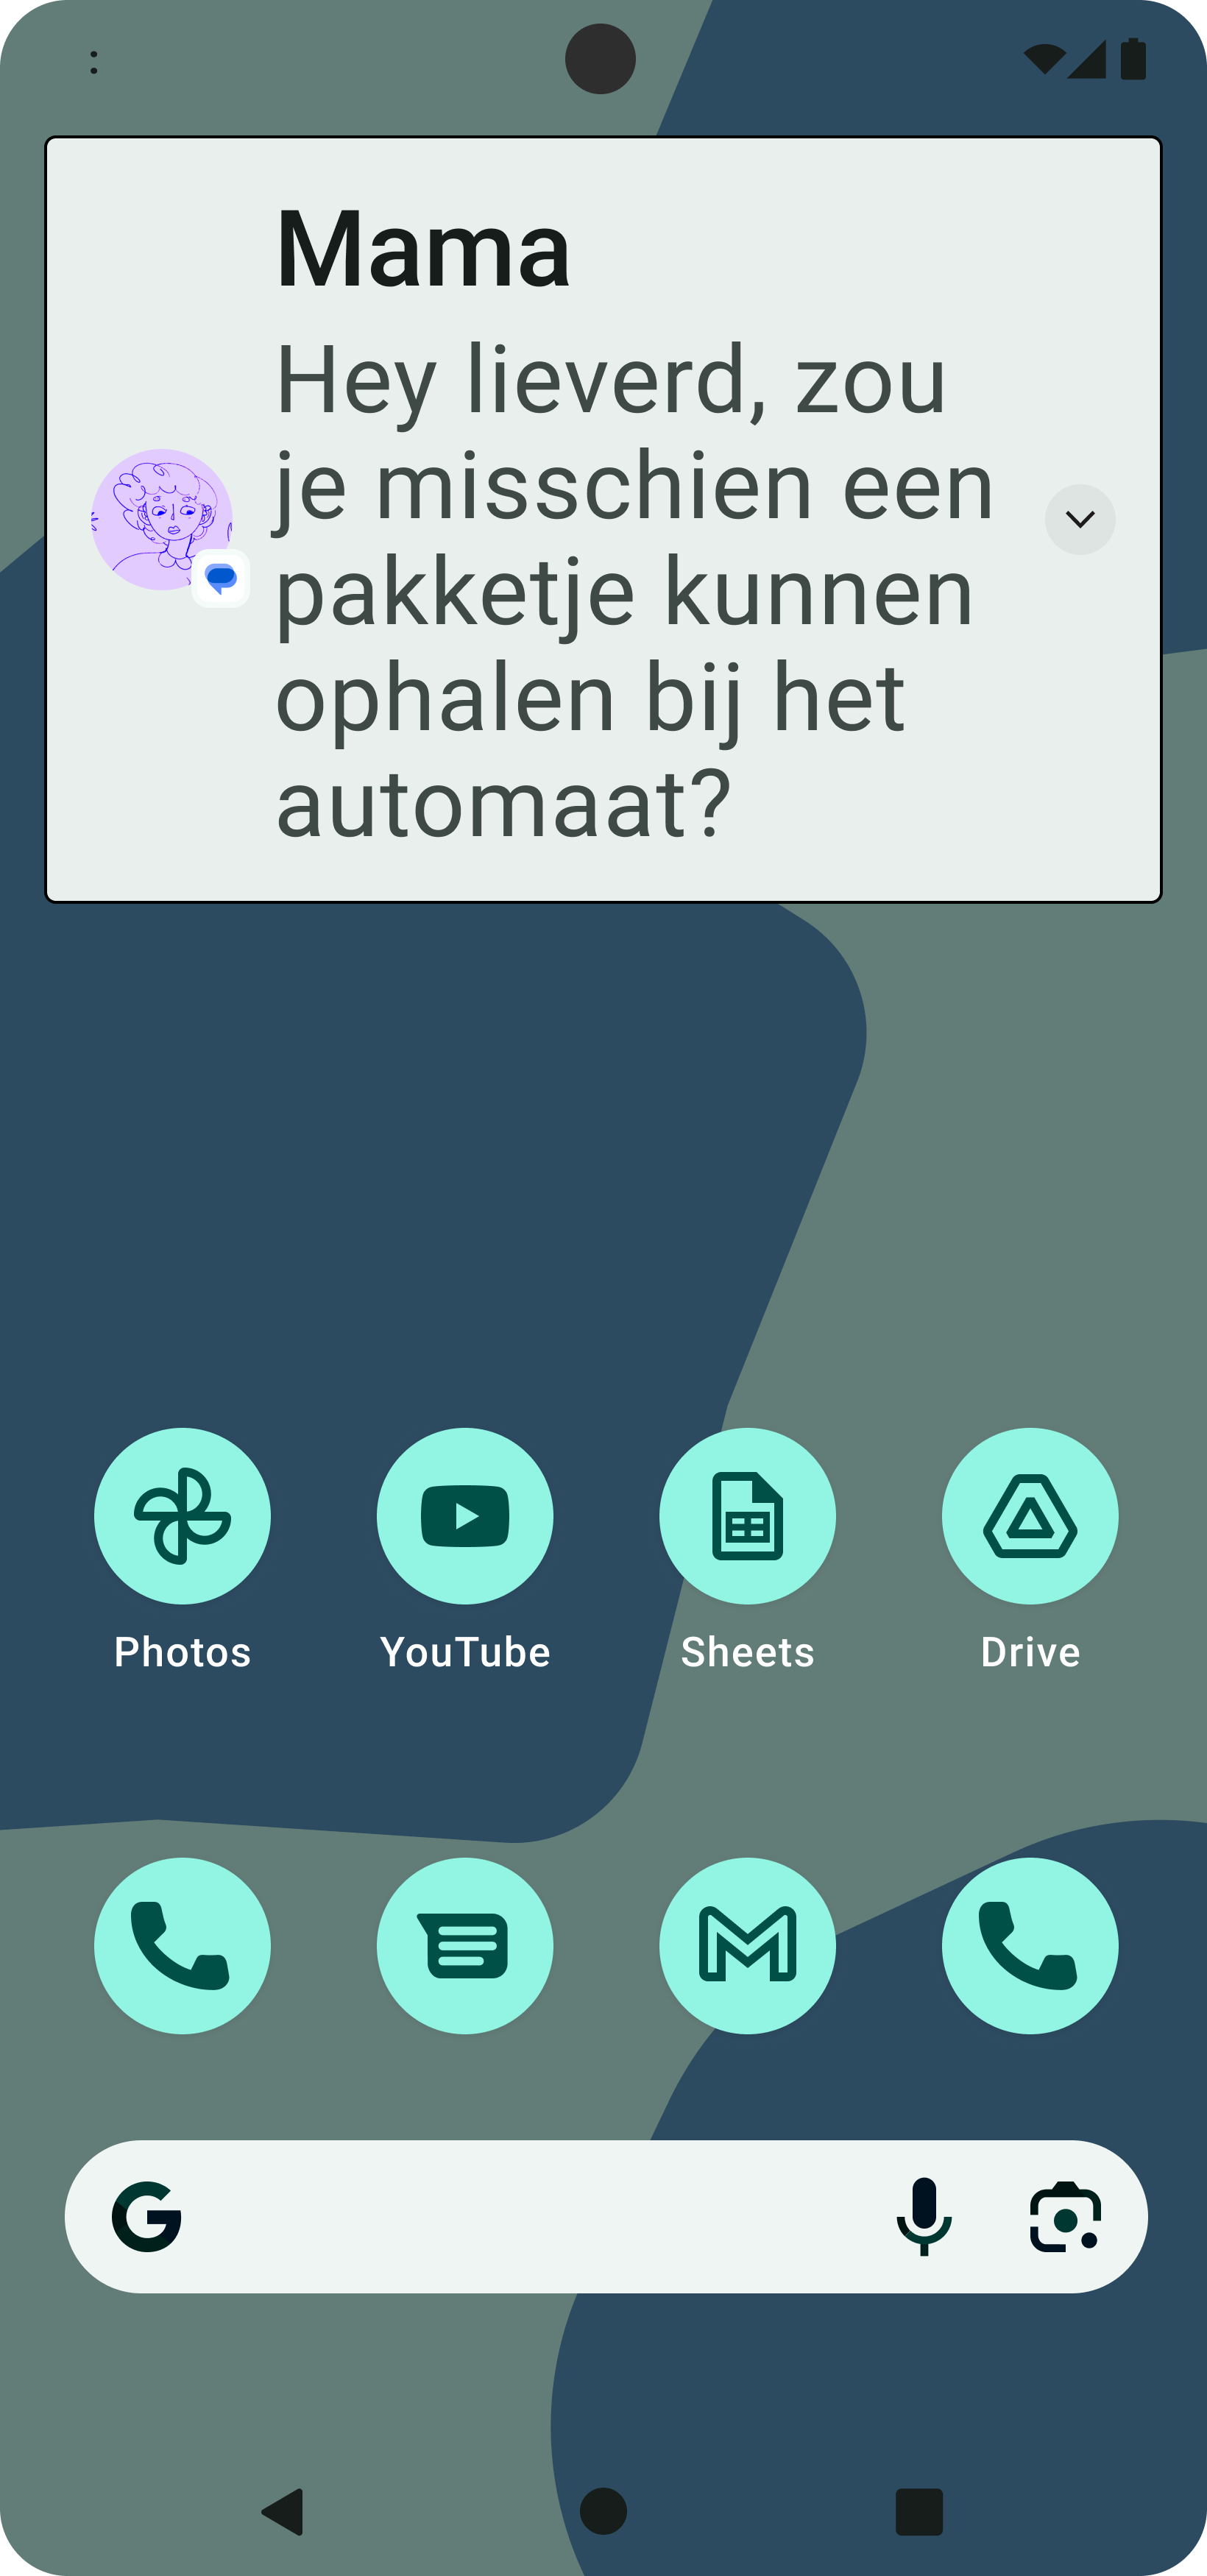 :
Mama
Hey lieverd, zou
je misschien een
pakketje kunnen
ophalen bij het
automaat?
Photos YouTube Sheets Drive